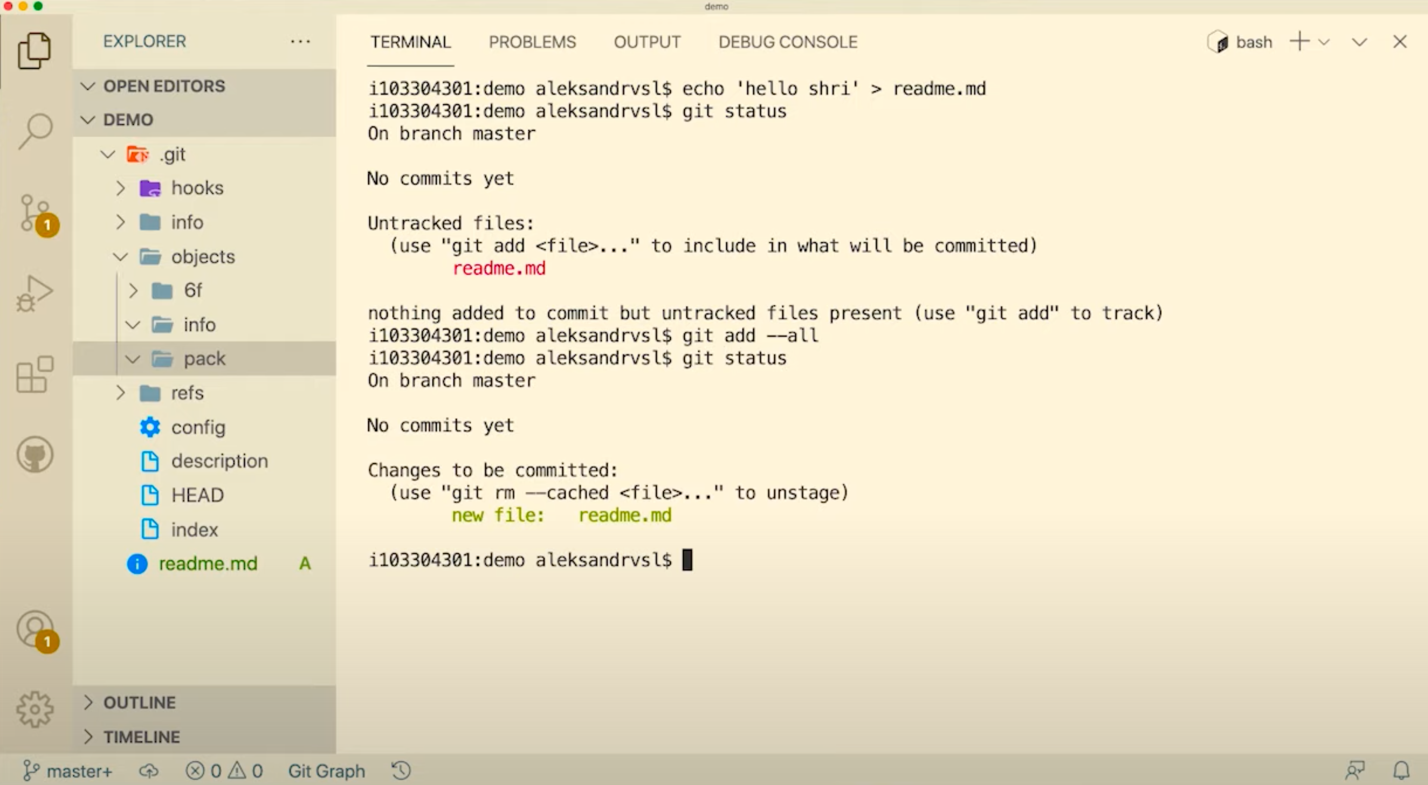 demo
EXPLORER
OPEN EDITORS
DEMO
.git
hooks
info
objects
6f
info
pack
refs
config
description
HEAD
index
readme.md A
OUTLINE
TIMELINE
1
1
TERMINAL PROBLEMS OUTPUT DEBUG CONSOLE bash
i103304301:demo aleksandrvsl$ echo 'hello shri' > readme.md
i103304301:demo aleksandrvsl$ git status
On branch master
No commits yet
Untracked files:
(use "git add <file>..." to include in what will be committed)
readme.md
nothing added to commit but untracked files present (use "git add" to track)
i103304301:demo aleksandrvsl$ git add --all
i103304301:demo aleksandrvsl$ git status
On branch master
No commits yet
Changes to be committed:
(use "git rm --cached <file>..." to unstage)
new file: readme.md
i103304301:demo aleksandrvsl$
master+ 0 0 Git Graph